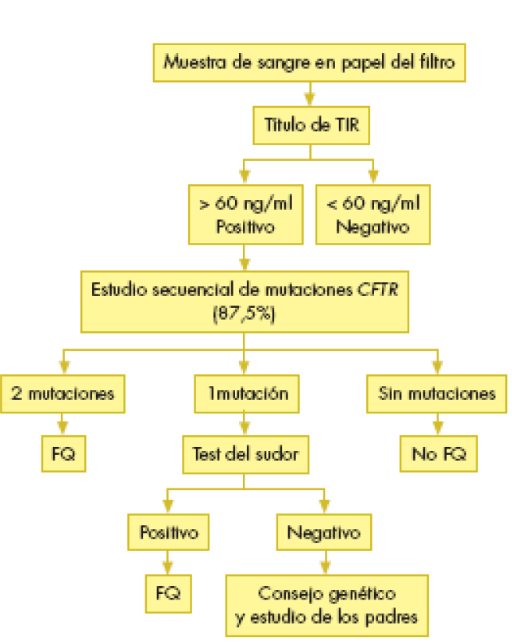 Muestra de sangre en papel del filtro
Título de TIR
> 60 ng/ml
Positivo
< 60 ng/ml
Negativo
Estudio secuencial de mutaciones CFTR
(87,5%)
2 mutaciones
1mutación
Sin mutaciones
FQ
Test del sudor
No FQ
Positivo
Negativo
FQ
Consejo genético
y estudio de los padres